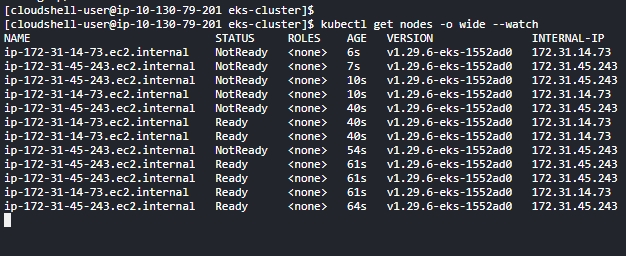 [cloudshell-user@ip-10-130-79-201 eks-cluster]$
[cloudshell-user@ip-10-130-79-201 eks-cluster]$ kubectl get nodes -o wide --watch
NAME STATUS ROLES AGE VERSION INTERNAL-IP
ip-172-31-14-73.ec2.internal NotReady <none> 6s v1.29.6-eks-1552ad0 172.31.14.73
ip-172-31-45-243.ec2.internal NotReady <none> 7s v1.29.6-eks-1552ad0 172.31.45.243
ip-172-31-45-243.ec2.internal NotReady <none> 10s v1.29.6-eks-1552ad0 172.31.45.243
ip-172-31-14-73.ec2.internal NotReady <none> 10s v1.29.6-eks-1552ad0 172.31.14.73
ip-172-31-45-243.ec2.internal NotReady <none> 40s v1.29.6-eks-1552ad0 172.31.45.243
ip-172-31-14-73.ec2.internal Ready <none> 40s v1.29.6-eks-1552ad0 172.31.14.73
ip-172-31-14-73.ec2.internal Ready <none> 40s v1.29.6-eks-1552ad0 172.31.14.73
ip-172-31-45-243.ec2.internal NotReady <none> 54s v1.29.6-eks-1552ad0 172.31.45.243
ip-172-31-45-243.ec2.internal Ready <none> 61s v1.29.6-eks-1552ad0 172.31.45.243
ip-172-31-45-243.ec2.internal Ready <none> 61s v1.29.6-eks-1552ad0 172.31.45.243
ip-172-31-14-73.ec2.internal Ready <none> 61s v1.29.6-eks-1552ad0 172.31.14.73
ip-172-31-45-243.ec2.internal Ready <none> 64s v1.29.6-eks-1552ad0 172.31.45.243